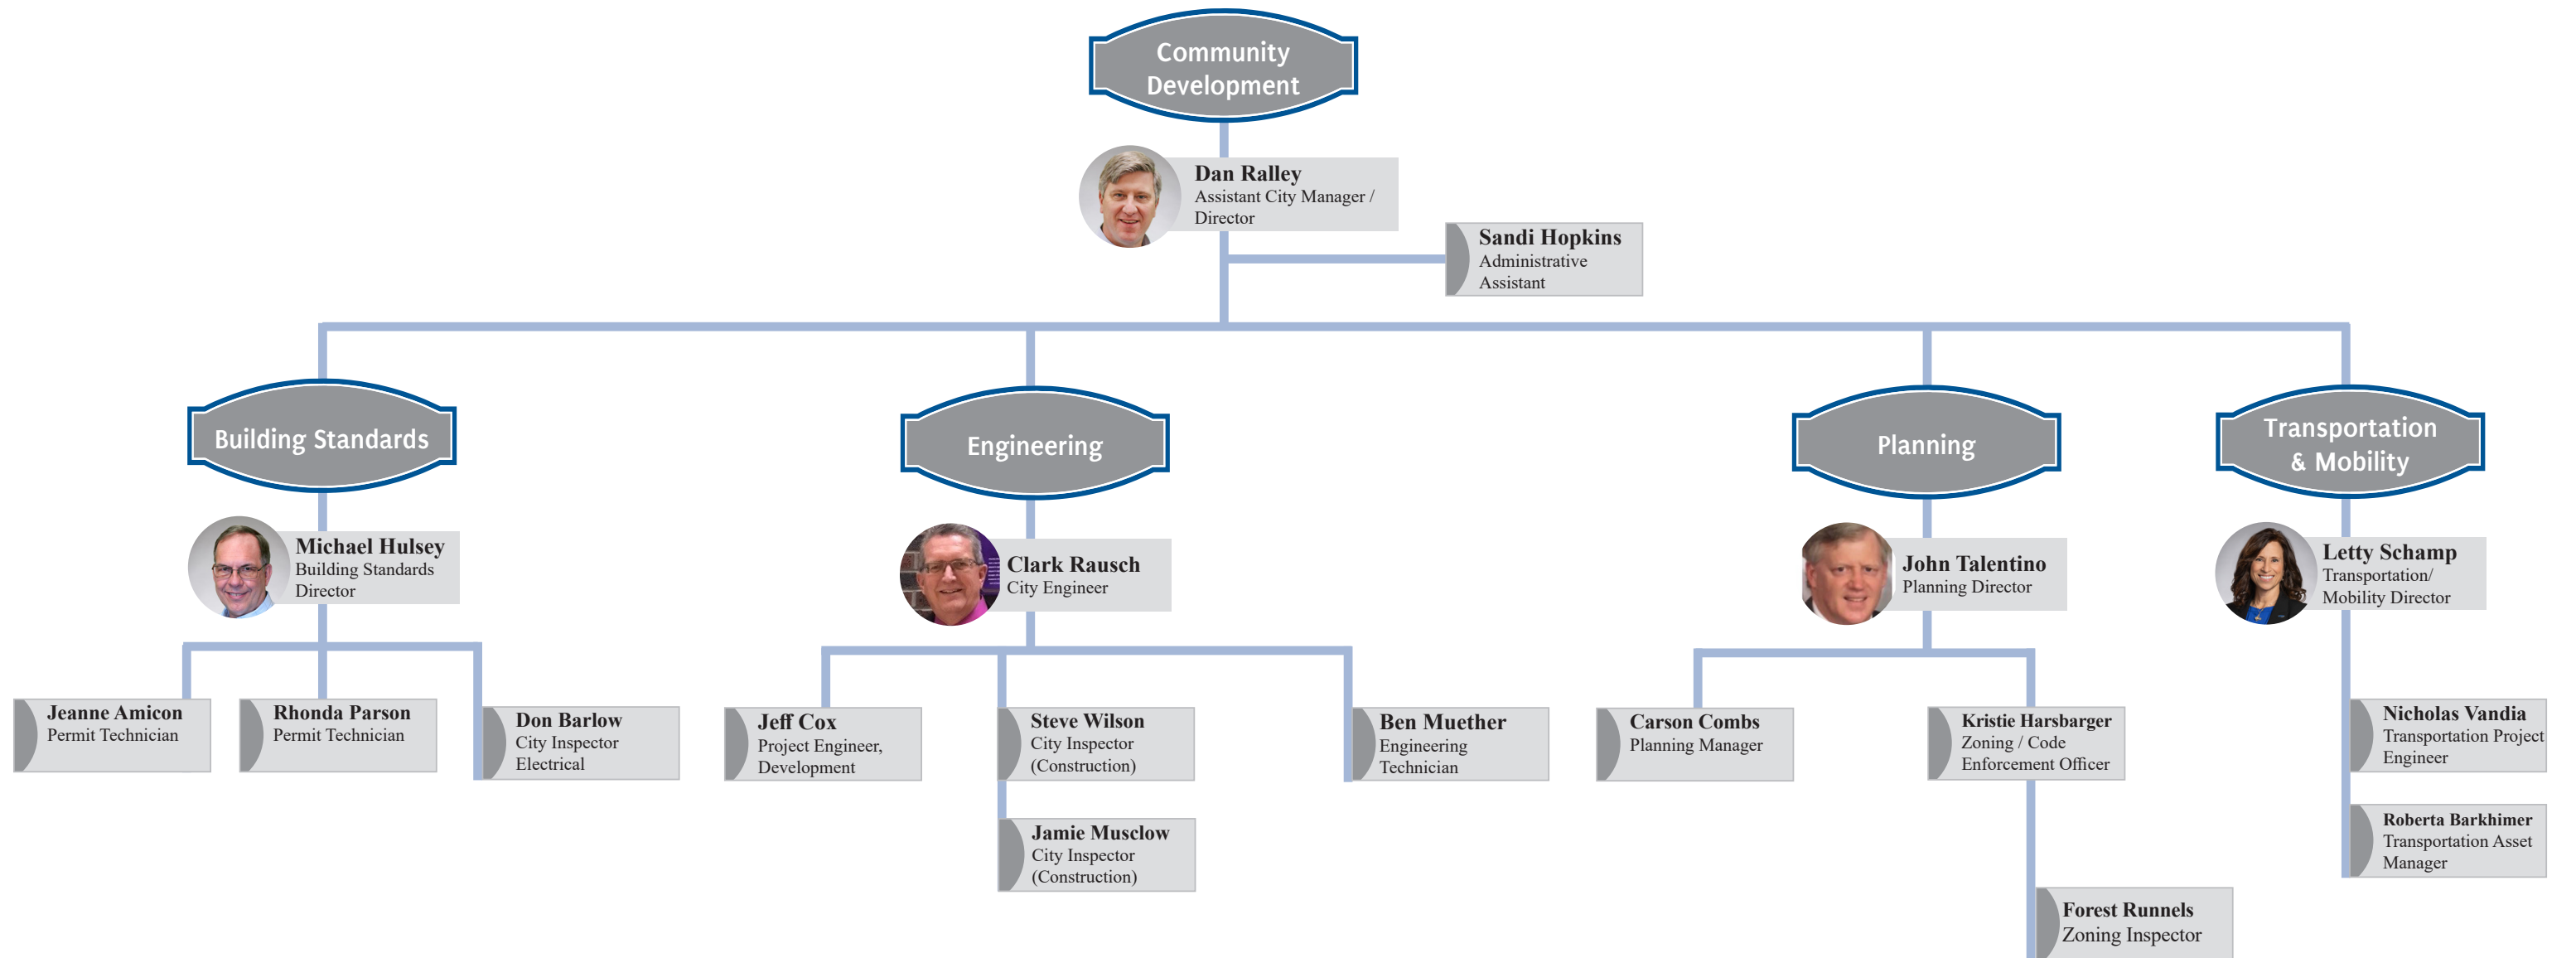 Community
Development
Dan Ralley
Assistant City Manager /
Director
Sandi Hopkins
Administrative
Assistant
Building Standards
Michael Hulsey
Building Standards
Director
Jeanne Amicon
Permit Technician
Rhonda Parson
Permit Technician
Don Barlow
City Inspector
Electrical
Engineering
Clark Rausch
City Engineer
Jeff Cox
Project Engineer,
Development
Steve Wilson
City Inspector
(Construction)
Jamie Musclow
City Inspector
(Construction)
Ben Muether
Engineering
Technician
Planning
John Talentino
Planning Director
Carson Combs
Planning Manager
Kristie Harsbarger
Zoning / Code
Enforcement Officer
Forest Runnels
Zoning Inspector
Transportation
& Mobility
Letty Schamp
Transportation/
Mobility Director
Nicholas Vandia
Transportation Project
Engineer
Roberta Barkhimer
Transportation Asset
Manager